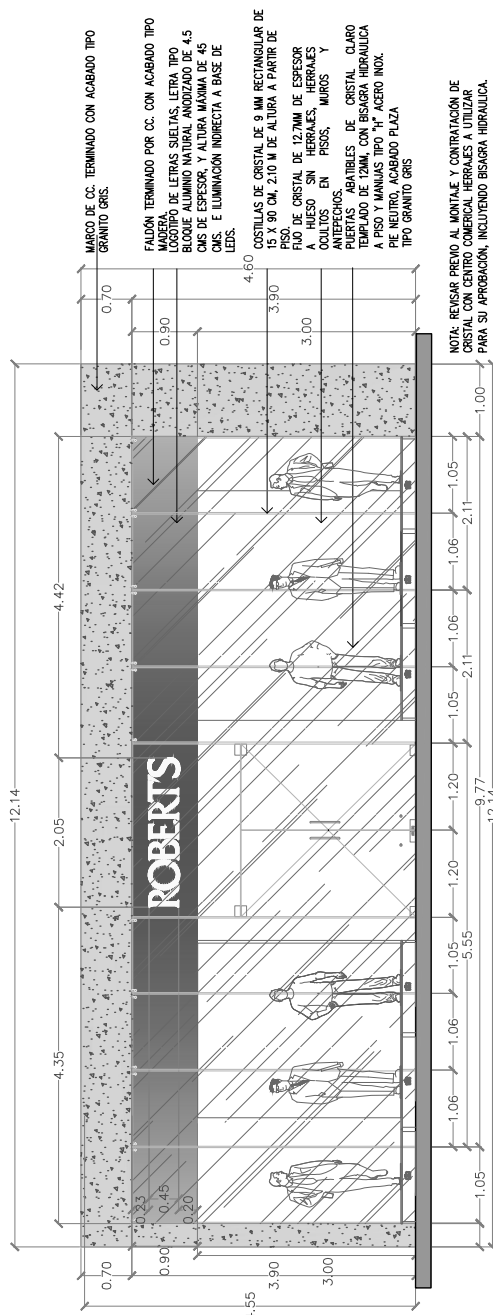 MARCO DE CC. TERMINADO CON ACABADO TIPO
GRANITO GRIS.
FALDÓN TERMINADO POR CC. CON ACABADO TIPO
MADERA.
LOGOTIPO DE LETRAS SUELTAS, LETRA TIPO
BLOQUE ALUMINIO NATURAL ANODIZADO DE 4.5
CMS DE ESPESOR, Y ALTURA MÁXIMA DE 45
CMS. E ILUMINACIÓN INDIRECTA A BASE DE
LEDS.
COSTILLAS DE CRISTAL DE 9 MM RECTANGULAR DE
15 X 90 CM, 2.10 M DE ALTURA A PARTIR DE
PISO.
FIJO DE CRISTAL DE 12.7MM DE ESPESOR
A HUESO SIN HERRAJES, HERRAJES
OCULTOS EN PISOS, MUROS Y
ANTEPECHOS.
PUERTAS ABATIBLES DE CRISTAL CLARO
TEMPLADO DE 12MM, CON BISAGRA HIDRAULICA
A PISO Y MANIJAS TIPO "H" ACERO INOX.
PIE NEUTRO, ACABADO PLAZA
TIPO GRANITO GRIS
NOTA: REVISAR PREVIO AL MONTAJE Y CONTRATACIÓN DE
CRISTAL CON CENTRO COMERICAL HERRAJES A UTILIZAR
PARA SU APROBACIÓN, INCLUYENDO BISAGRA HIDRAULICA.
12.14
4.35
2.05
4.42
0.70
0.90
3.90
3.00
.55
0.23
0.45
0.20
ROBERT'S
0.70
0.90
3.00
3.90
4.60
1.05
1.06
1.06
1.05
1.20
1.20
1.05
1.06
1.06
1.05
1.00
5.55
2.11
2.11
9.77
12.14